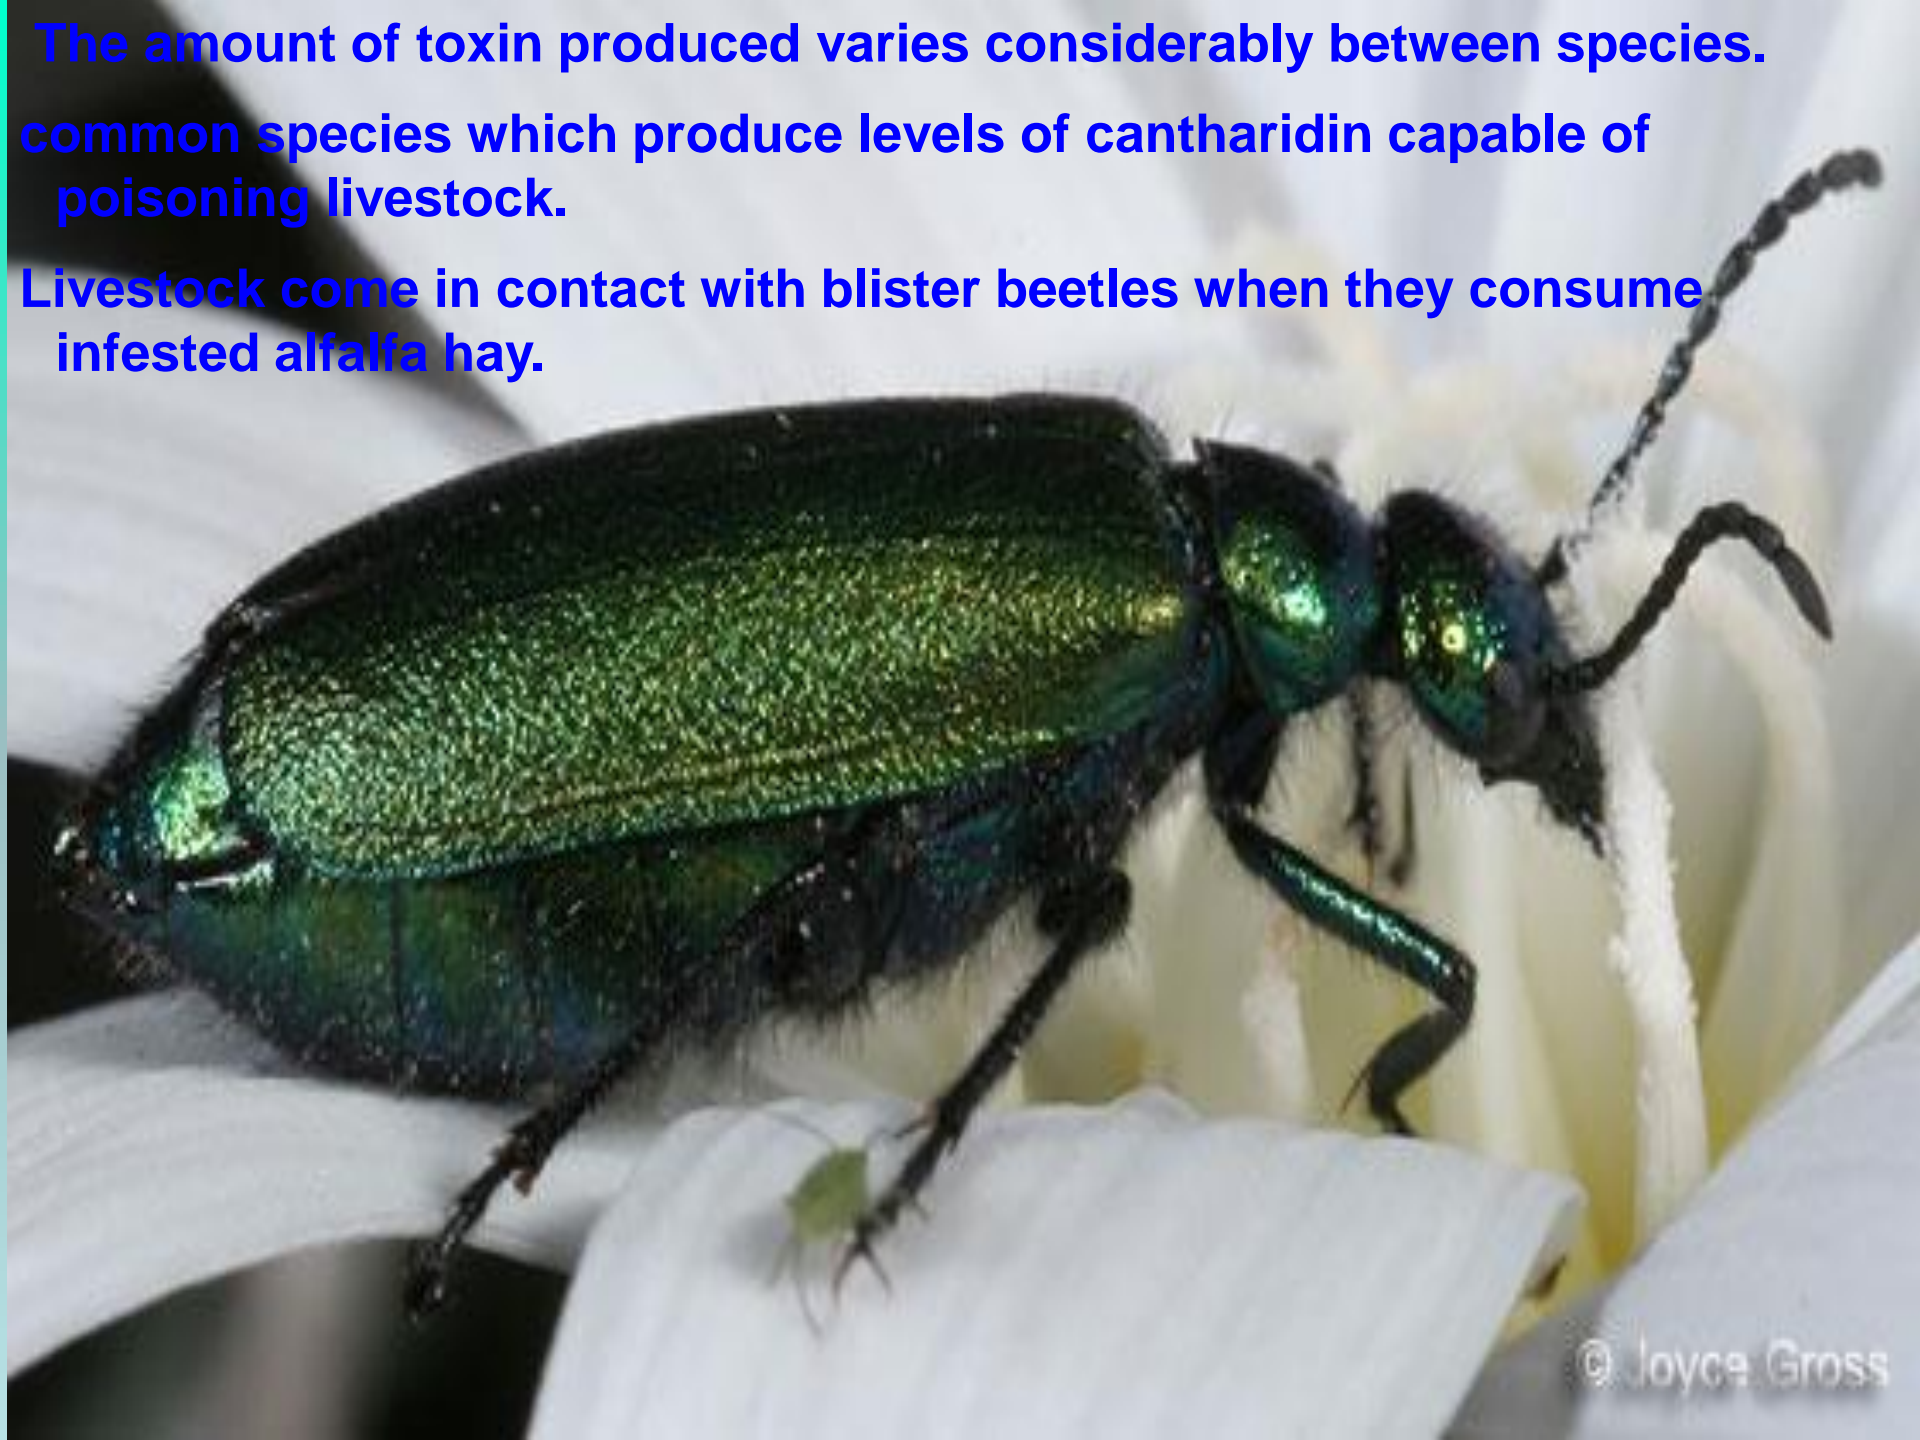 The amount of toxin produced varies considerably between species.
common species which produce levels of cantharidin capable of
poisoning livestock.
Livestock come in contact with blister beetles when they consume
infested alfalfa hay.
© Joyce Gross